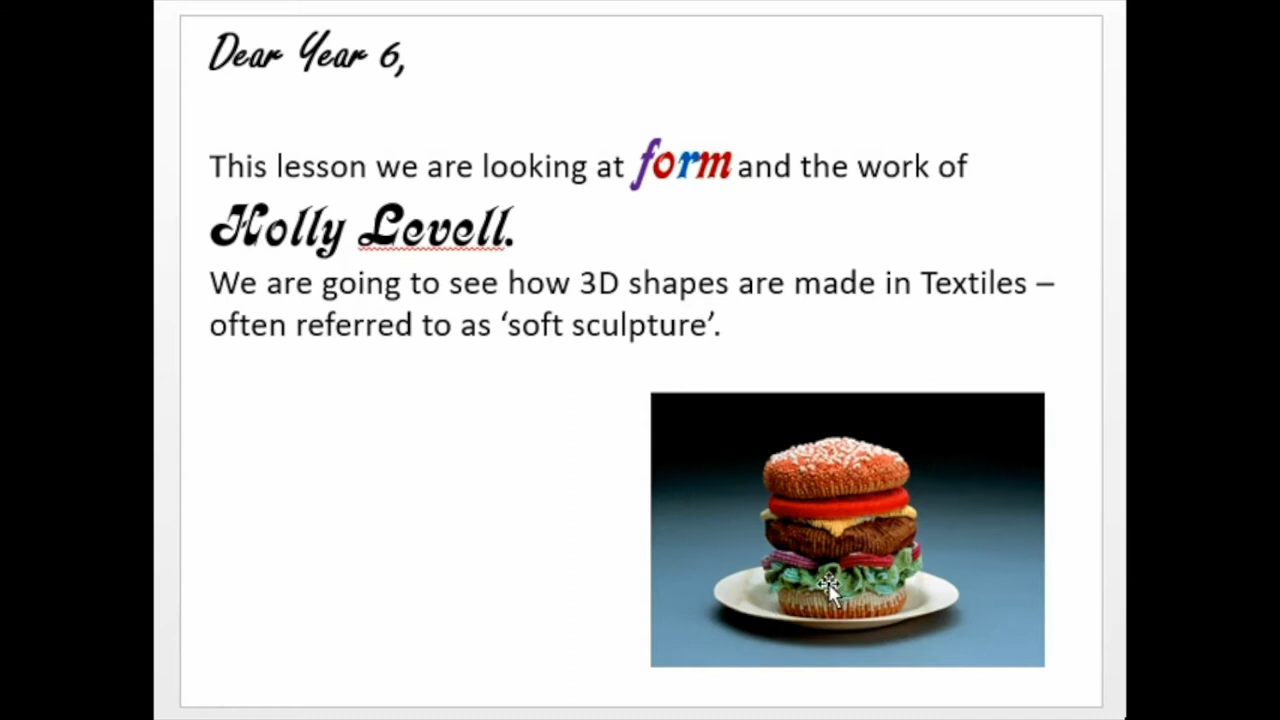 Dear Year 6,
This lesson we are looking at form and the work of
Holly Levell.
We are going to see how 3D shapes are made in Textiles –
often referred to as ‘soft sculpture’.